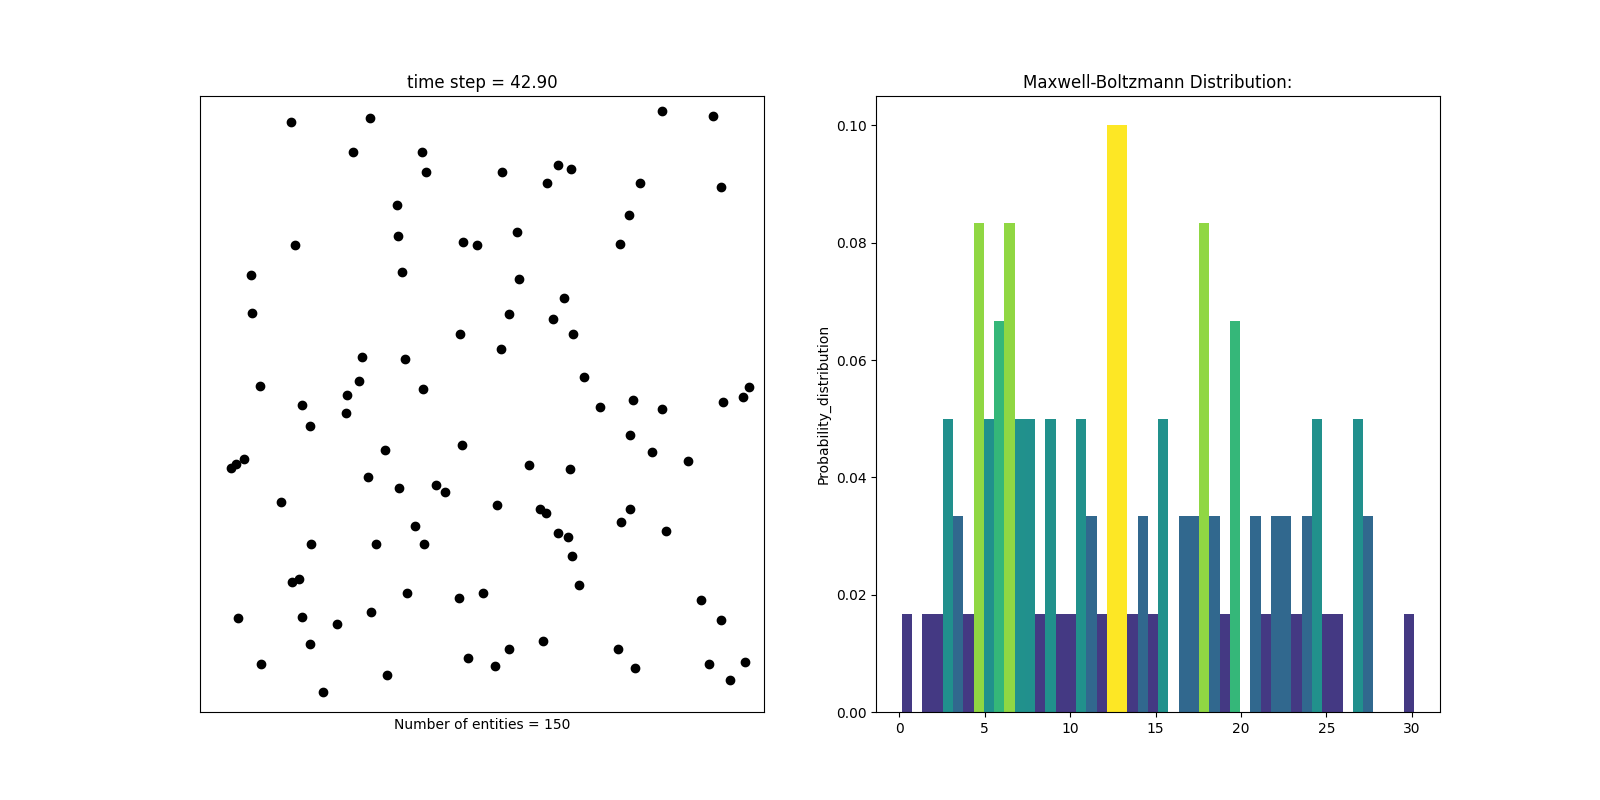 time step = 42.90
Number of entities = 150
Maxwell-Boltzmann Distribution:
Probability_distribution
0.10
0.08
0.06
0.04
0.02
0.00
0 5 10 15 20 25 30